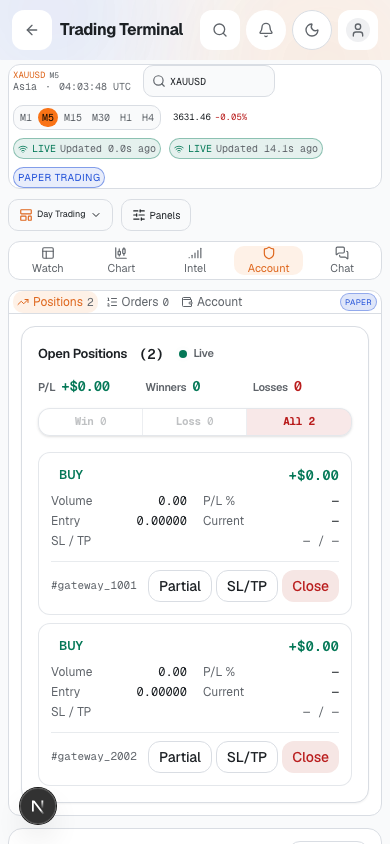 Trading Terminal
XAUUSD M5
Asia · 04:03:48 UTC
XAUUSD
M1 M5 M15 M30 H1 H4
3631.46 -0.05%
LIVE Updated 0.0s ago
LIVE Updated 14.1s ago
PAPER TRADING
Day Trading
Panels
Watch Chart Intel Account Chat
Positions 2 Orders 0 Account PAPER
Open Positions (2) Live
P/L +$0.00 Winners 0 Losses 0
Win 0 Loss 0 All 2
BUY +$0.00
Volume 0.00 P/L % —
Entry 0.00000 Current —
SL / TP — / —
#gateway_1001 Partial SL/TP Close
BUY +$0.00
Volume 0.00 P/L % —
Entry 0.00000 Current —
SL / TP — / —
#gateway_2002 Partial SL/TP Close
N